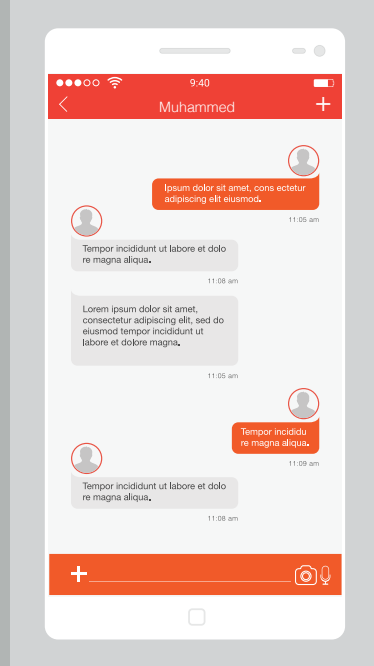 9:40
Muhammed
Ipsum dolor sit amet, cons ectetur
adipiscing elit eiusmod.
11:05 am
Tempor incididunt ut labore et dolo
re magna aliqua.
11:08 am
Lorem ipsum dolor sit amet,
consectetur adipiscing elit, sed do
eiusmod tempor incididunt ut
labore et dolore magna.
11:05 am
Tempor incididu
re magna aliqua.
11:09 am
Tempor incididunt ut labore et dolo
re magna aliqua.
11:08 am